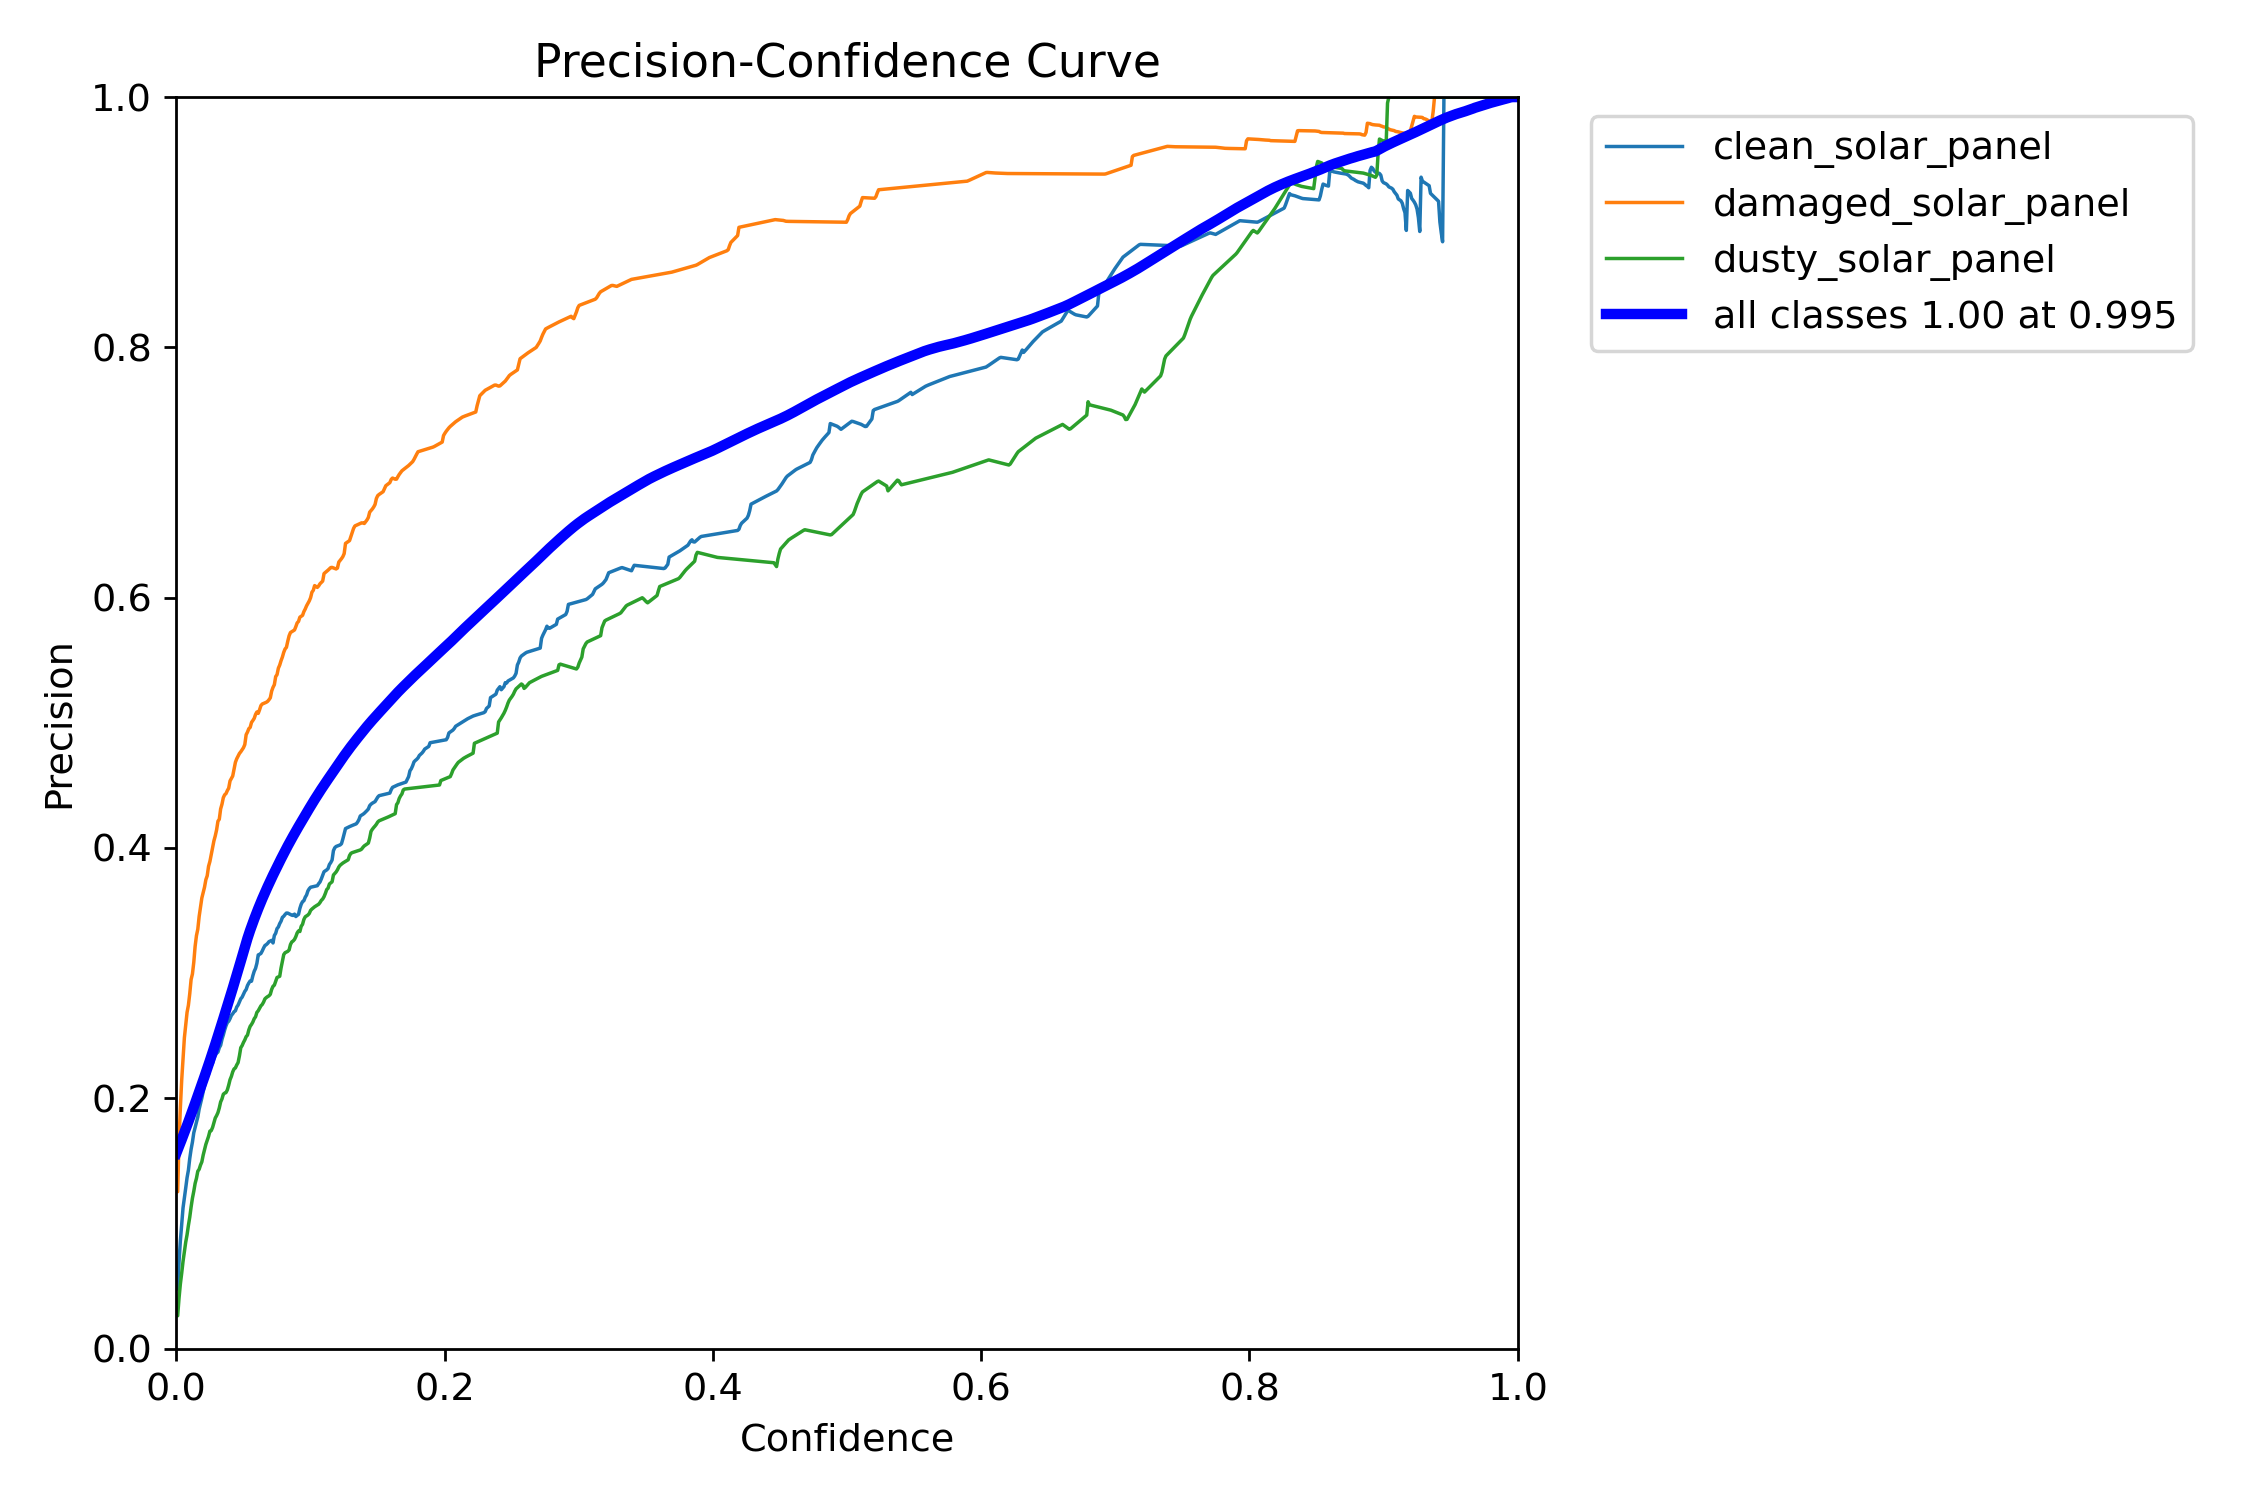 Precision-Confidence Curve
1.0
0.8
0.6
0.4
0.2
0.0
Precision
0.0 0.2 0.4 0.6 0.8 1.0
Confidence
clean_solar_panel
damaged_solar_panel
dusty_solar_panel
all classes 1.00 at 0.995